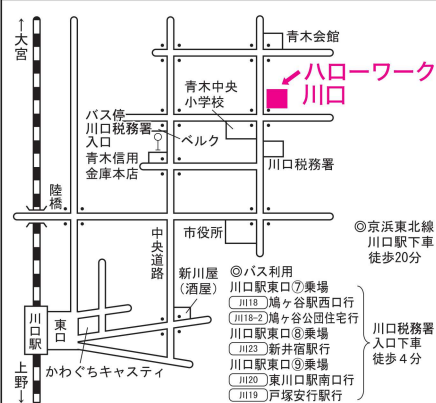 ←大宮
青木会館
ハローワーク
川口
青木中央
小学校
バス停
川口税務署
入口
ベルク
青木信用
金庫本店
川口税務署
陸橋
中央道路
市役所
◎京浜東北線
川口駅下車
徒歩20分
新川屋
(酒屋)
川口駅
東口
かわぐちキャスティ
上野→
◎バス利用
川口駅東口⑦乗場
川18 鳩ヶ谷駅西口行
川18-2 鳩ヶ谷公団住宅行
川口駅東口⑧乗場
川23 新井宿駅行
川口駅東口⑨乗場
川20 東川口駅南口行
川19 戸塚安行駅行
川口税務署
入口下車
徒歩4分